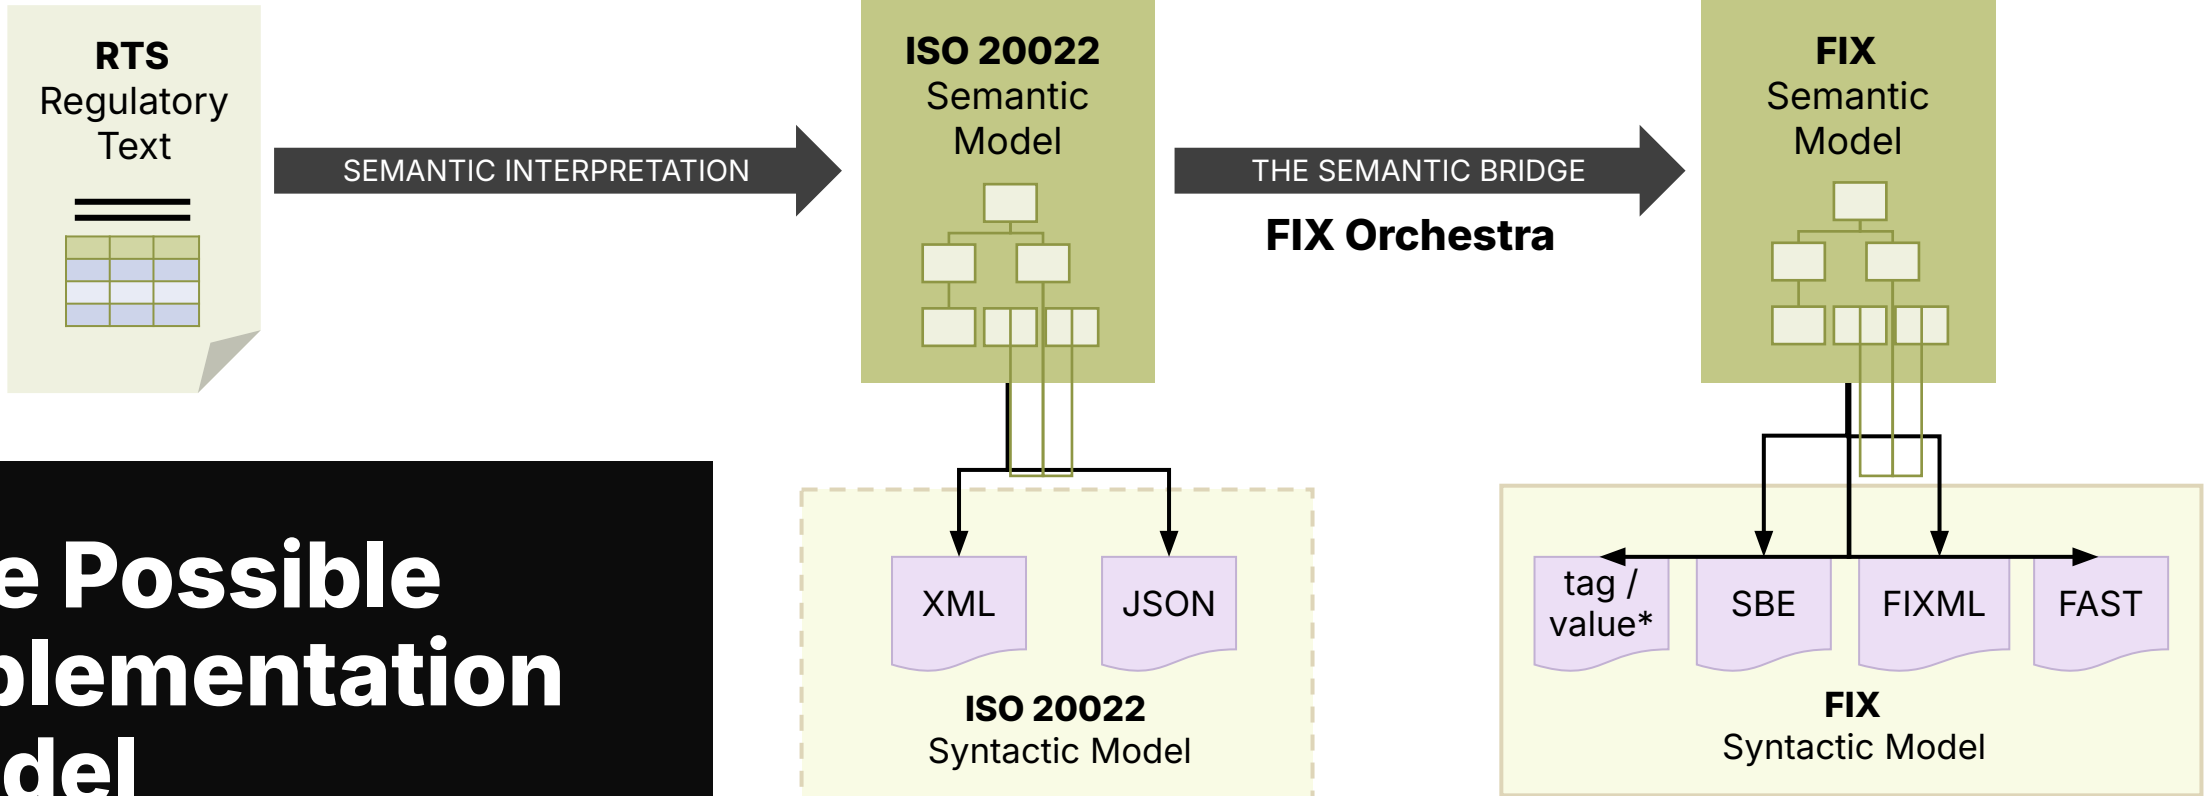 RTS
Regulatory
Text
SEMANTIC INTERPRETATION
ISO 20022
Semantic
Model
THE SEMANTIC BRIDGE
FIX Orchestra
FIX
Semantic
Model
e Possible
plementation
del
XML
JSON
ISO 20022
Syntactic Model
tag /
value*
SBE
FIXML
FAST
FIX
Syntactic Model